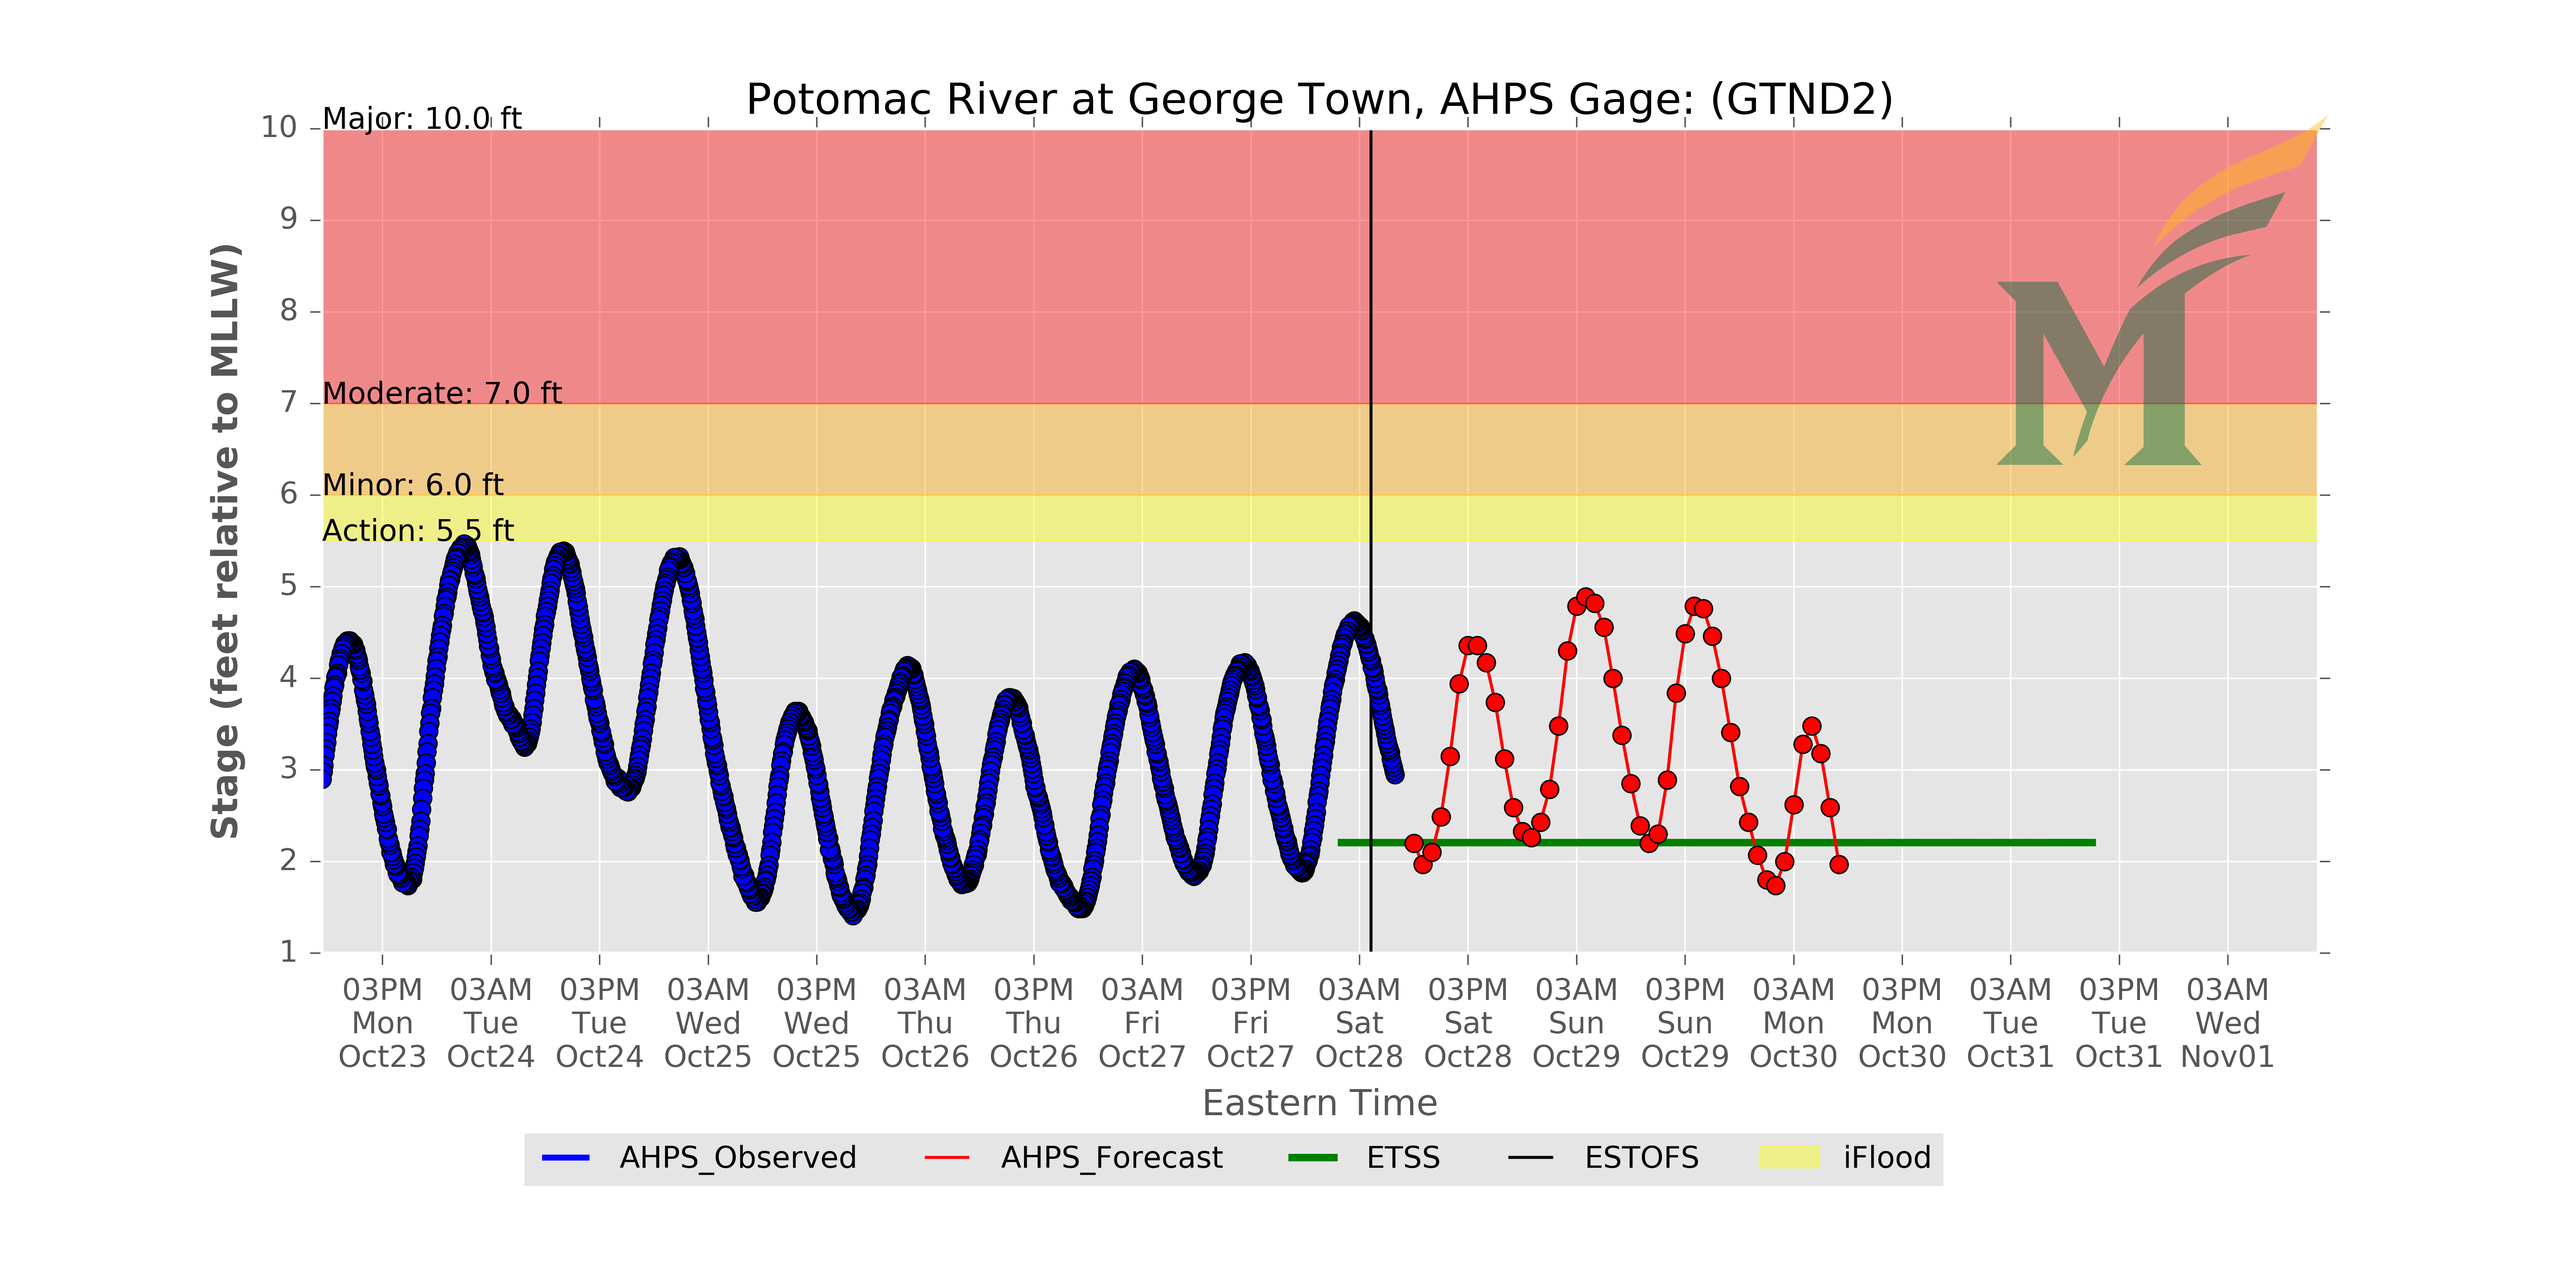 Potomac River at George Town, AHPS Gage: (GTND2)
Stage (feet relative to MLLW)
10
9
8
7
6
5
4
3
2
1
Major: 10.0 ft
Moderate: 7.0 ft
Minor: 6.0 ft
Action: 5.5 ft
03PM 03AM 03PM 03AM 03PM 03AM 03PM 03AM 03PM 03AM 03PM 03AM 03PM 03AM 03PM 03AM 03PM 03AM
Mon Tue Tue Wed Wed Thu Thu Fri Fri Sat Sat Sun Sun Mon Mon Tue Tue Wed
Oct23 Oct24 Oct24 Oct25 Oct25 Oct26 Oct26 Oct27 Oct27 Oct28 Oct28 Oct29 Oct29 Oct30 Oct30 Oct31 Oct31 Nov01
Eastern Time
AHPS_Observed AHPS_Forecast ETSS ESTOFS iFlood
M